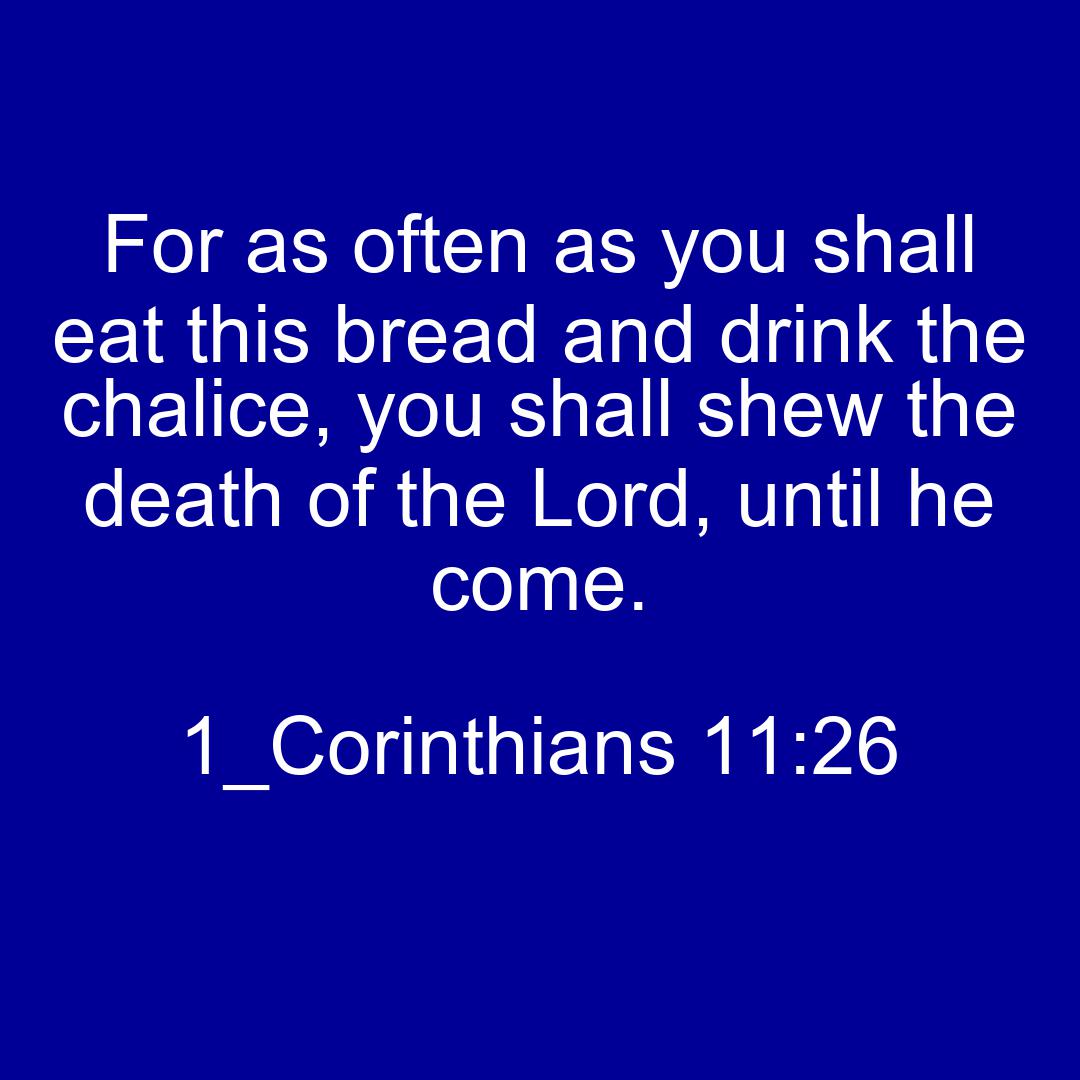 For as often as you shall
eat this bread and drink the
chalice, you shall shew the
death of the Lord, until he
come.
1_Corinthians 11:26